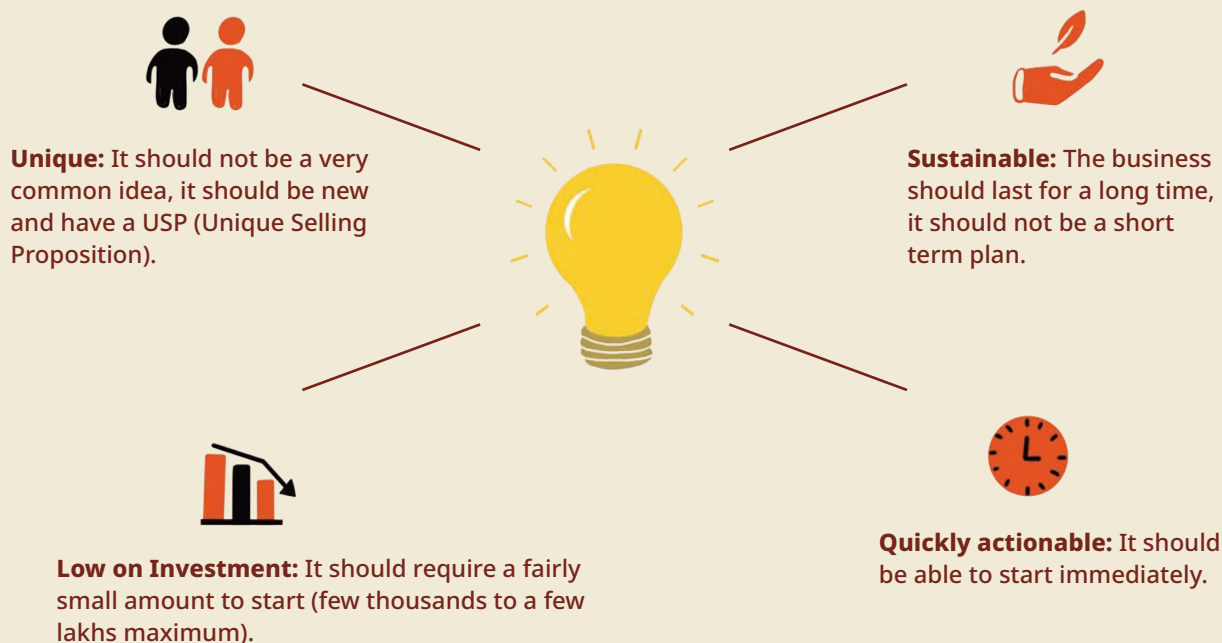 Unique: It should not be a very
common idea, it should be new
and have a USP (Unique Selling
Proposition).
Sustainable: The business
should last for a long time,
it should not be a short
term plan.
Low on Investment: It should require a fairly
small amount to start (few thousands to a few
lakhs maximum).
Quickly actionable: It should
be able to start immediately.